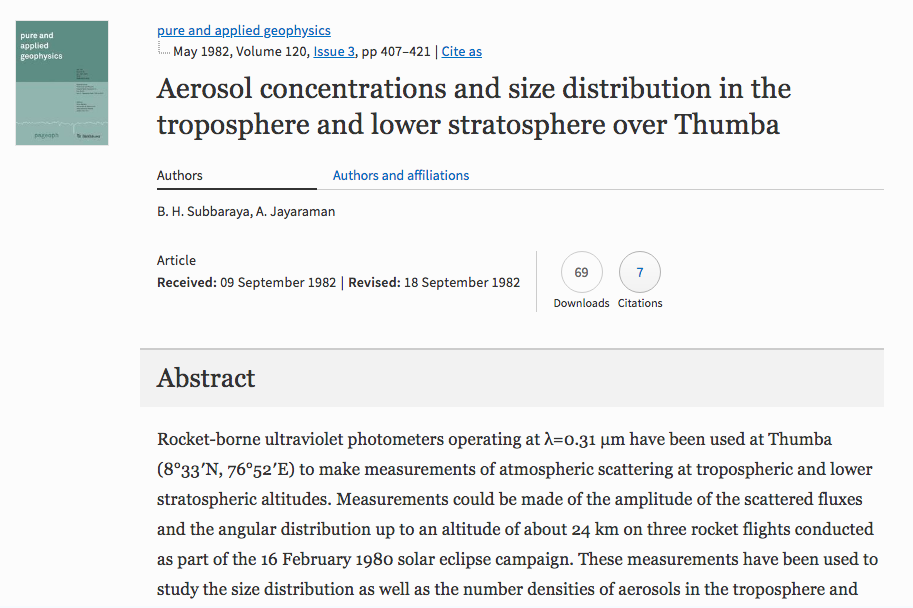 pure and
applied
geophysics
pure and applied geophysics
May 1982, Volume 120, Issue 3, pp 407–421 | Cite as
Aerosol concentrations and size distribution in the
troposphere and lower stratosphere over Thumba
Authors Authors and affiliations
B. H. Subbaraya, A. Jayaraman
Article
Received: 09 September 1982 | Revised: 18 September 1982
69 7
Downloads Citations
Abstract
Rocket-borne ultraviolet photometers operating at λ=0.31 μm have been used at Thumba
(8°33′N, 76°52′E) to make measurements of atmospheric scattering at tropospheric and lower
stratospheric altitudes. Measurements could be made of the amplitude of the scattered fluxes
and the angular distribution up to an altitude of about 24 km on three rocket flights conducted
as part of the 16 February 1980 solar eclipse campaign. These measurements have been used to
study the size distribution as well as the number densities of aerosols in the troposphere and